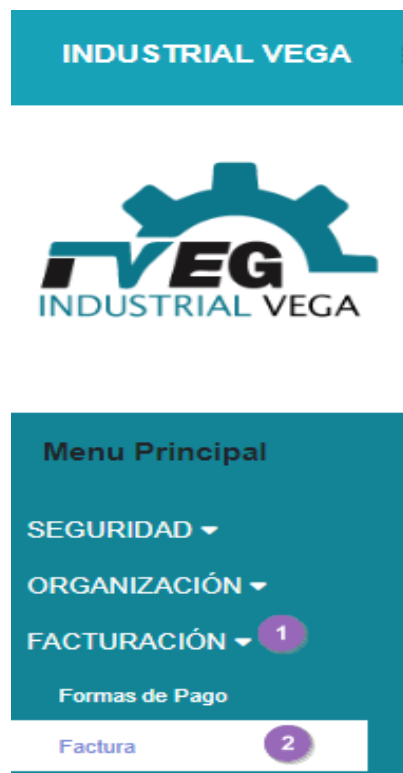 INDUSTRIAL VEGA
IVEG
INDUSTRIAL VEGA
Menu Principal
SEGURIDAD
ORGANIZACIÓN
FACTURACIÓN 1
Formas de Pago
Factura 2